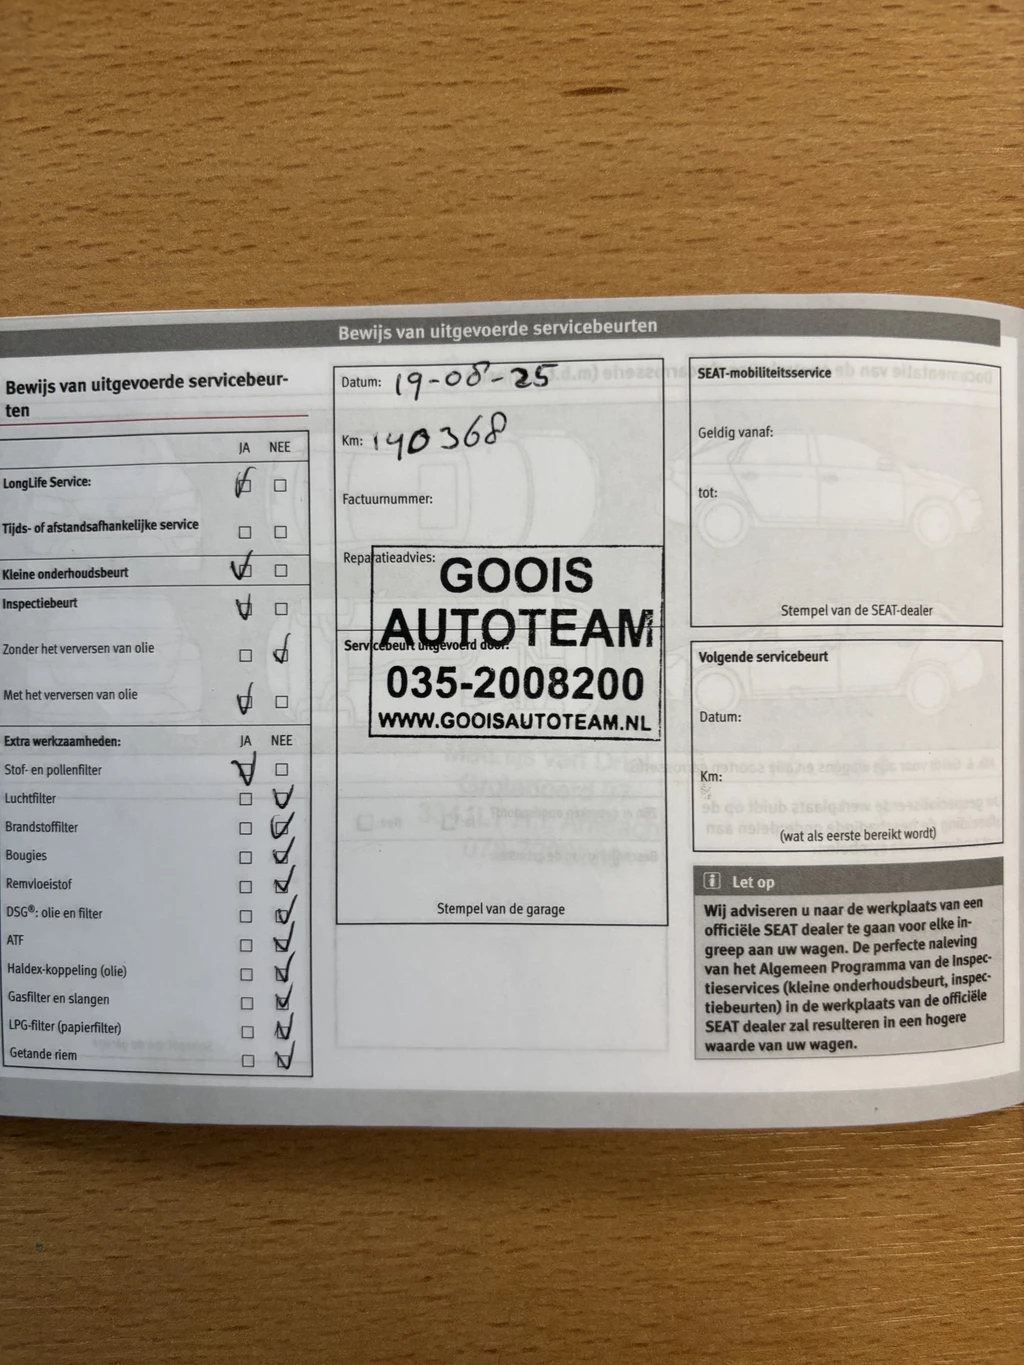 Bewijs van uitgevoerde servicebeurten
Bewijs van uitgevoerde servicebeur-
ten
JA NEE
LongLife Service:
Tijds- of afstandsafhankelijke service
Kleine onderhoudsbeurt
Inspectiebeurt
Zonder het verversen van olie
Met het verversen van olie
Extra werkzaamheden: JA NEE
Stof- en pollenfilter
Luchtfilter
Brandstoffilter
Bougies
Remvloeistof
DSG®: olie en filter
ATF
Haldex-koppeling (olie)
Gasfilter en slangen
LPG-filter (papierfilter)
Getande riem
Datum: 19-08-25
Km: 140368
Factuurnummer:
Reparatieadvies:
GOOIS
AUTOTEAM
Servicebeurt uitgevoerd door:
035-2008200
WWW.GOOISAUTOTEAM.NL
Stempel van de garage
SEAT-mobiliteitsservice
Geldig vanaf:
tot:
Stempel van de SEAT-dealer
Volgende servicebeurt
Datum:
Km:
(wat als eerste bereikt wordt)
i Let op
Wij adviseren u naar de werkplaats van een
officiële SEAT dealer te gaan voor elke in-
greep aan uw wagen. De perfecte naleving
van het Algemeen Programma van de Inspec-
tieservices (kleine onderhoudsbeurt, inspec-
tiebeurten) in de werkplaats van de officiële
SEAT dealer zal resulteren in een hogere
waarde van uw wagen.